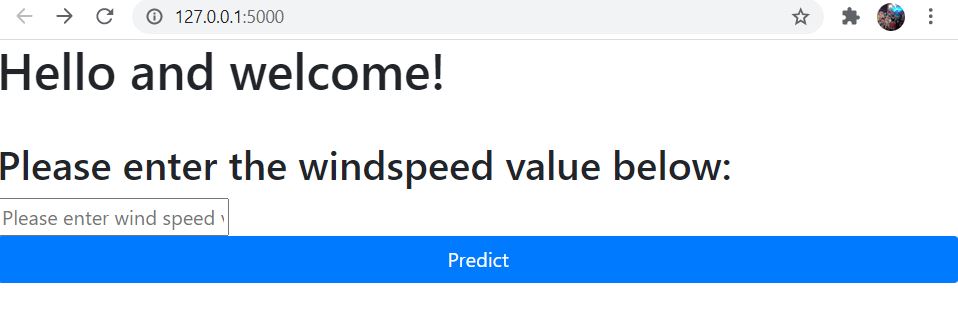 127.0.0.1:5000
Hello and welcome!
Please enter the windspeed value below:
Please enter wind speed
Predict